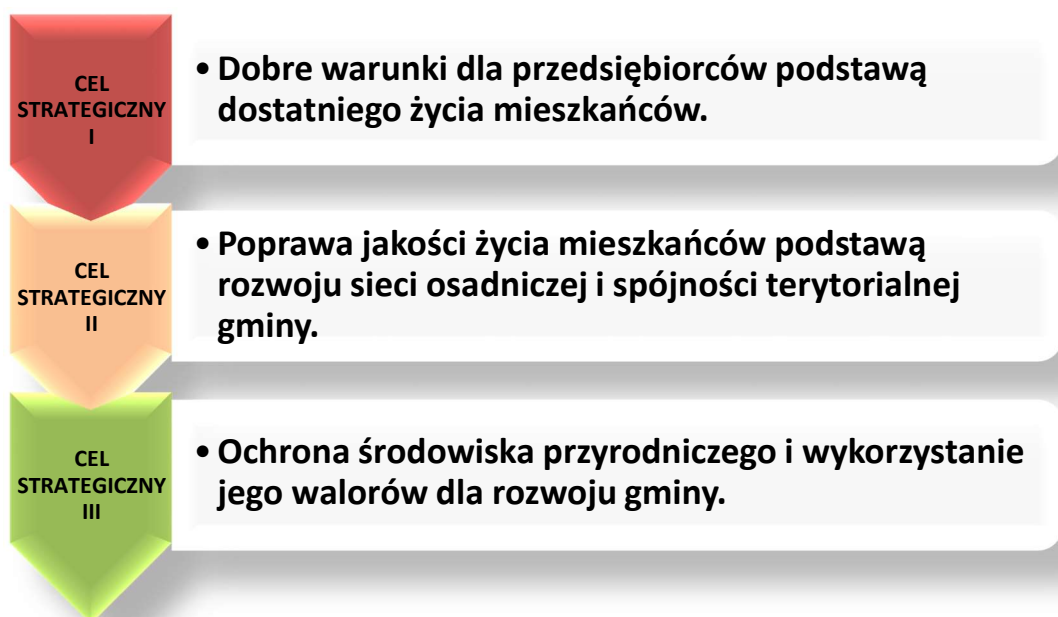 CEL
STRATEGICZNY
I
• Dobre warunki dla przedsiębiorców podstawą
dostatniego życia mieszkańców.
CEL
STRATEGICZNY
II
• Poprawa jakości życia mieszkańców podstawą
rozwoju sieci osadniczej i spójności terytorialnej
gminy.
CEL
STRATEGICZNY
III
• Ochrona środowiska przyrodniczego i wykorzystanie
jego walorów dla rozwoju gminy.